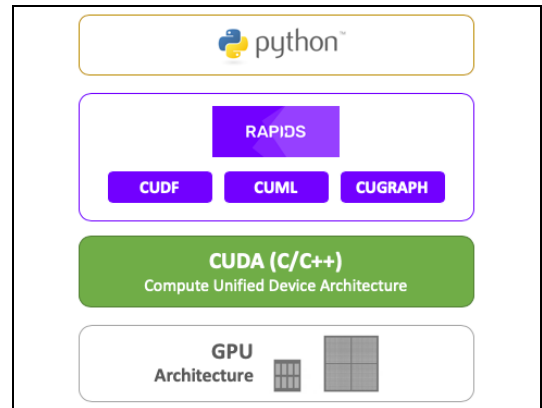 python™
RAPIDS
CUDF CUML CUGRAPH
CUDA (C/C++)
Compute Unified Device Architecture
GPU
Architecture